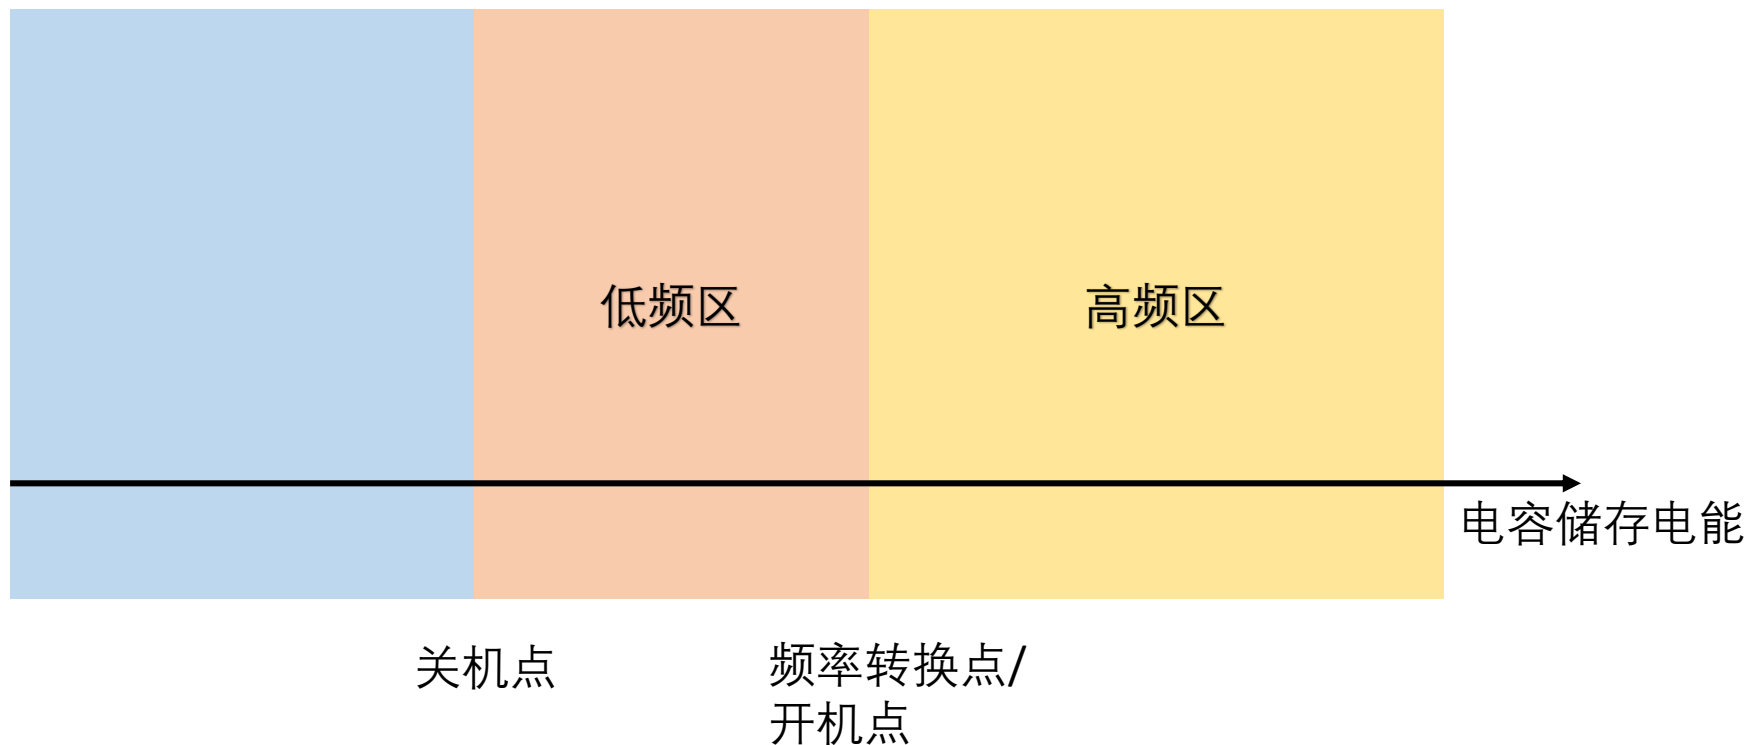 低频区
高频区
电容储存电能
关机点
频率转换点/
开机点